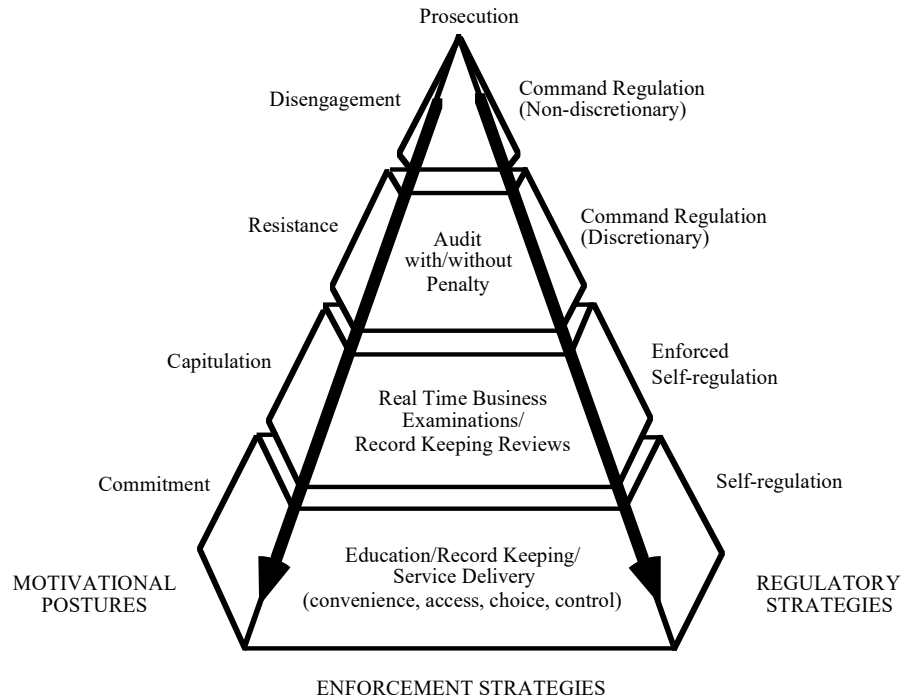 Prosecution
Disengagement
Command Regulation
(Non-discretionary)
Resistance
Audit
with/without
Penalty
Command Regulation
(Discretionary)
Capitulation
Real Time Business
Examinations/
Record Keeping Reviews
Enforced
Self-regulation
Commitment
Education/Record Keeping/
Service Delivery
(convenience, access, choice, control)
Self-regulation
MOTIVATIONAL
POSTURES
REGULATORY
STRATEGIES
ENFORCEMENT STRATEGIES